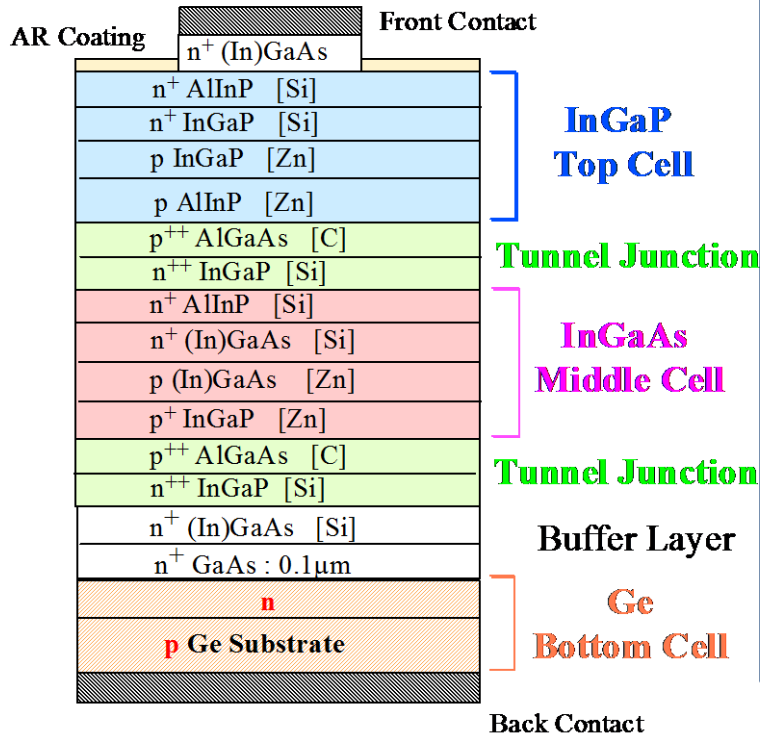 AR Coating
Front Contact
n⁺ (In)GaAs
n⁺ AlInP [Si]
n⁺ InGaP [Si]
p InGaP [Zn]
p AlInP [Zn]
InGaP
Top Cell
p⁺⁺ AlGaAs [C]
n⁺⁺ InGaP [Si]
Tunnel Junction
n⁺ AlInP [Si]
n⁺ (In)GaAs [Si]
p (In)GaAs [Zn]
p⁺ InGaP [Zn]
InGaAs
Middle Cell
p⁺⁺ AlGaAs [C]
n⁺⁺ InGaP [Si]
Tunnel Junction
n⁺ (In)GaAs [Si]
n⁺ GaAs : 0.1μm
Buffer Layer
n
p Ge Substrate
Ge
Bottom Cell
Back Contact